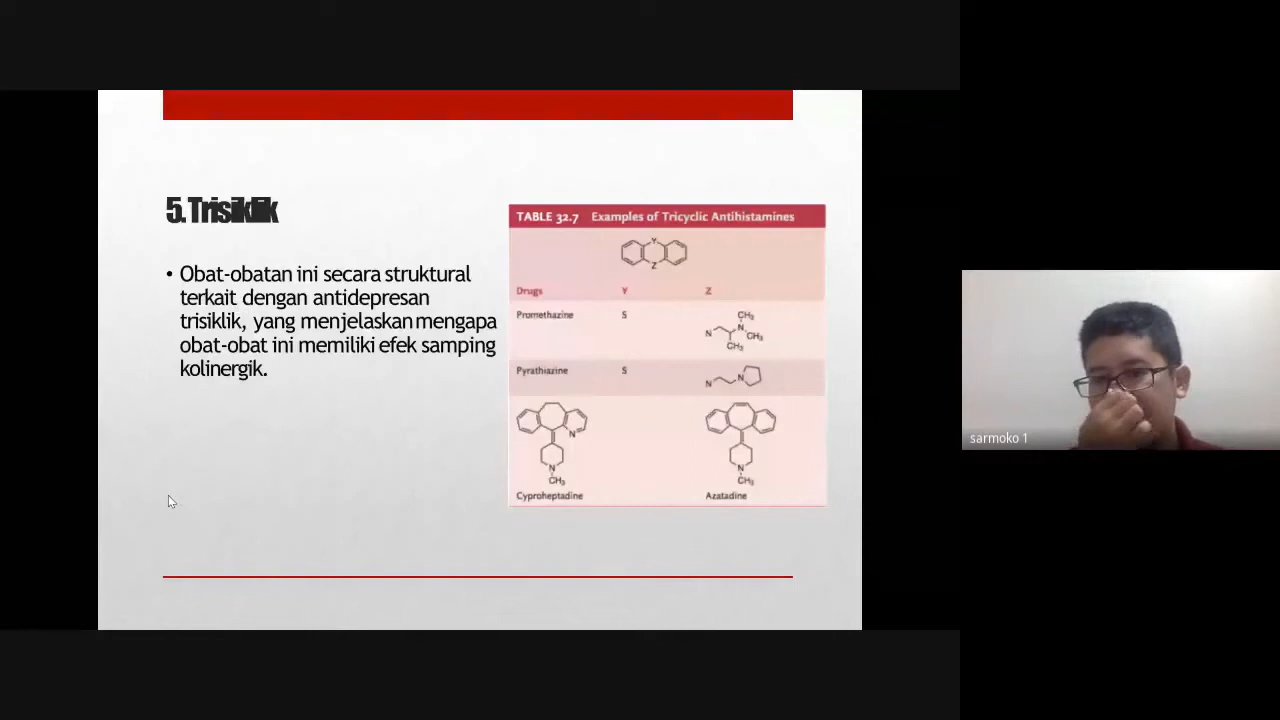 5. Trisiklik
• Obat-obatan ini secara struktural
terkait dengan antidepresan
trisiklik, yang menjelaskan mengapa
obat-obat ini memiliki efek samping
kolinergik.
TABLE 32.7 Examples of Tricyclic Antihistamines
Y
Z
Drugs Y Z
Promethazine S
CH3
N N CH3
CH3
Pyrathiazine S
N N
N
N N
CH3 CH3
Cyproheptadine Azatadine
sarmoko 1